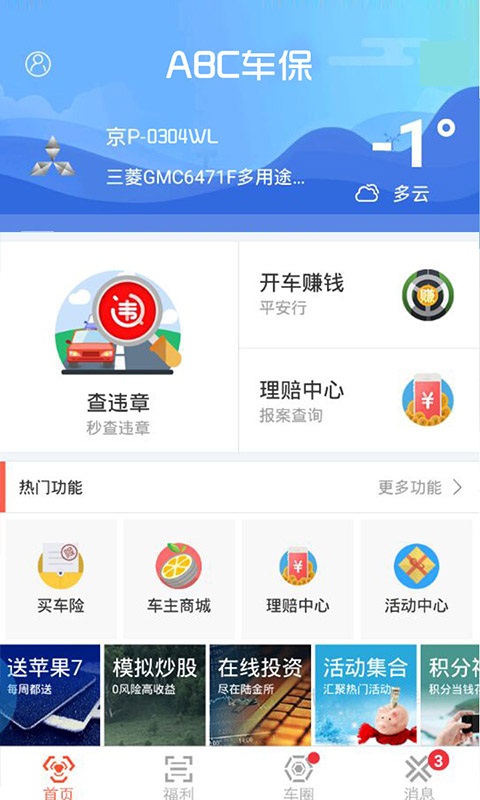 ABC车保
京P-0304WL
三菱GMC6471F多用途...
-1°
多云
违
查违章
秒查违章
开车赚钱
平安行
赚
理赔中心
报案查询
¥
热门功能
更多功能
买车险
车主商城
¥
理赔中心
活动中心
送苹果7
每周都送
模拟炒股
0风险高收益
在线投资
尽在陆金所
活动集合
汇聚热门活动
积分
积分当钱花
首页
福利
车圈
消息
3